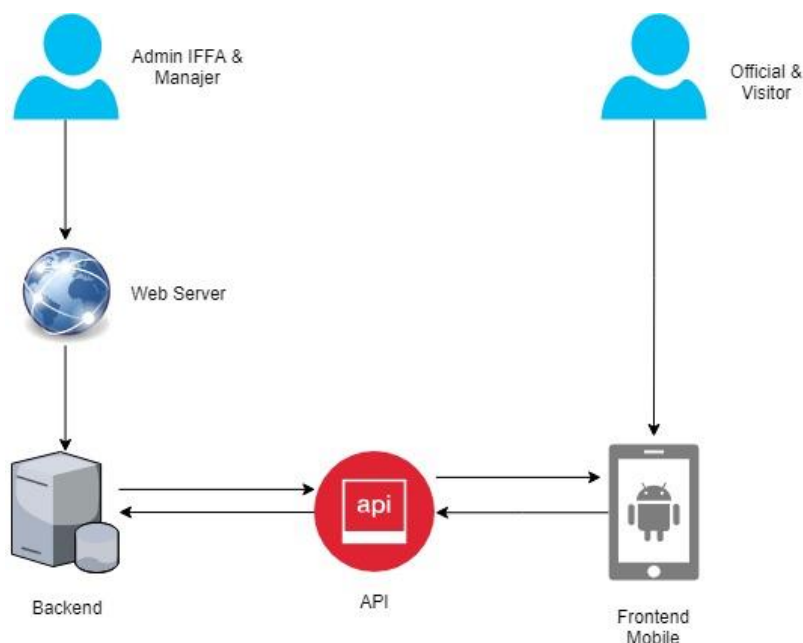 Admin IFFA &
Manajer
Official &
Visitor
Web Server
api
Backend
API
Frontend
Mobile